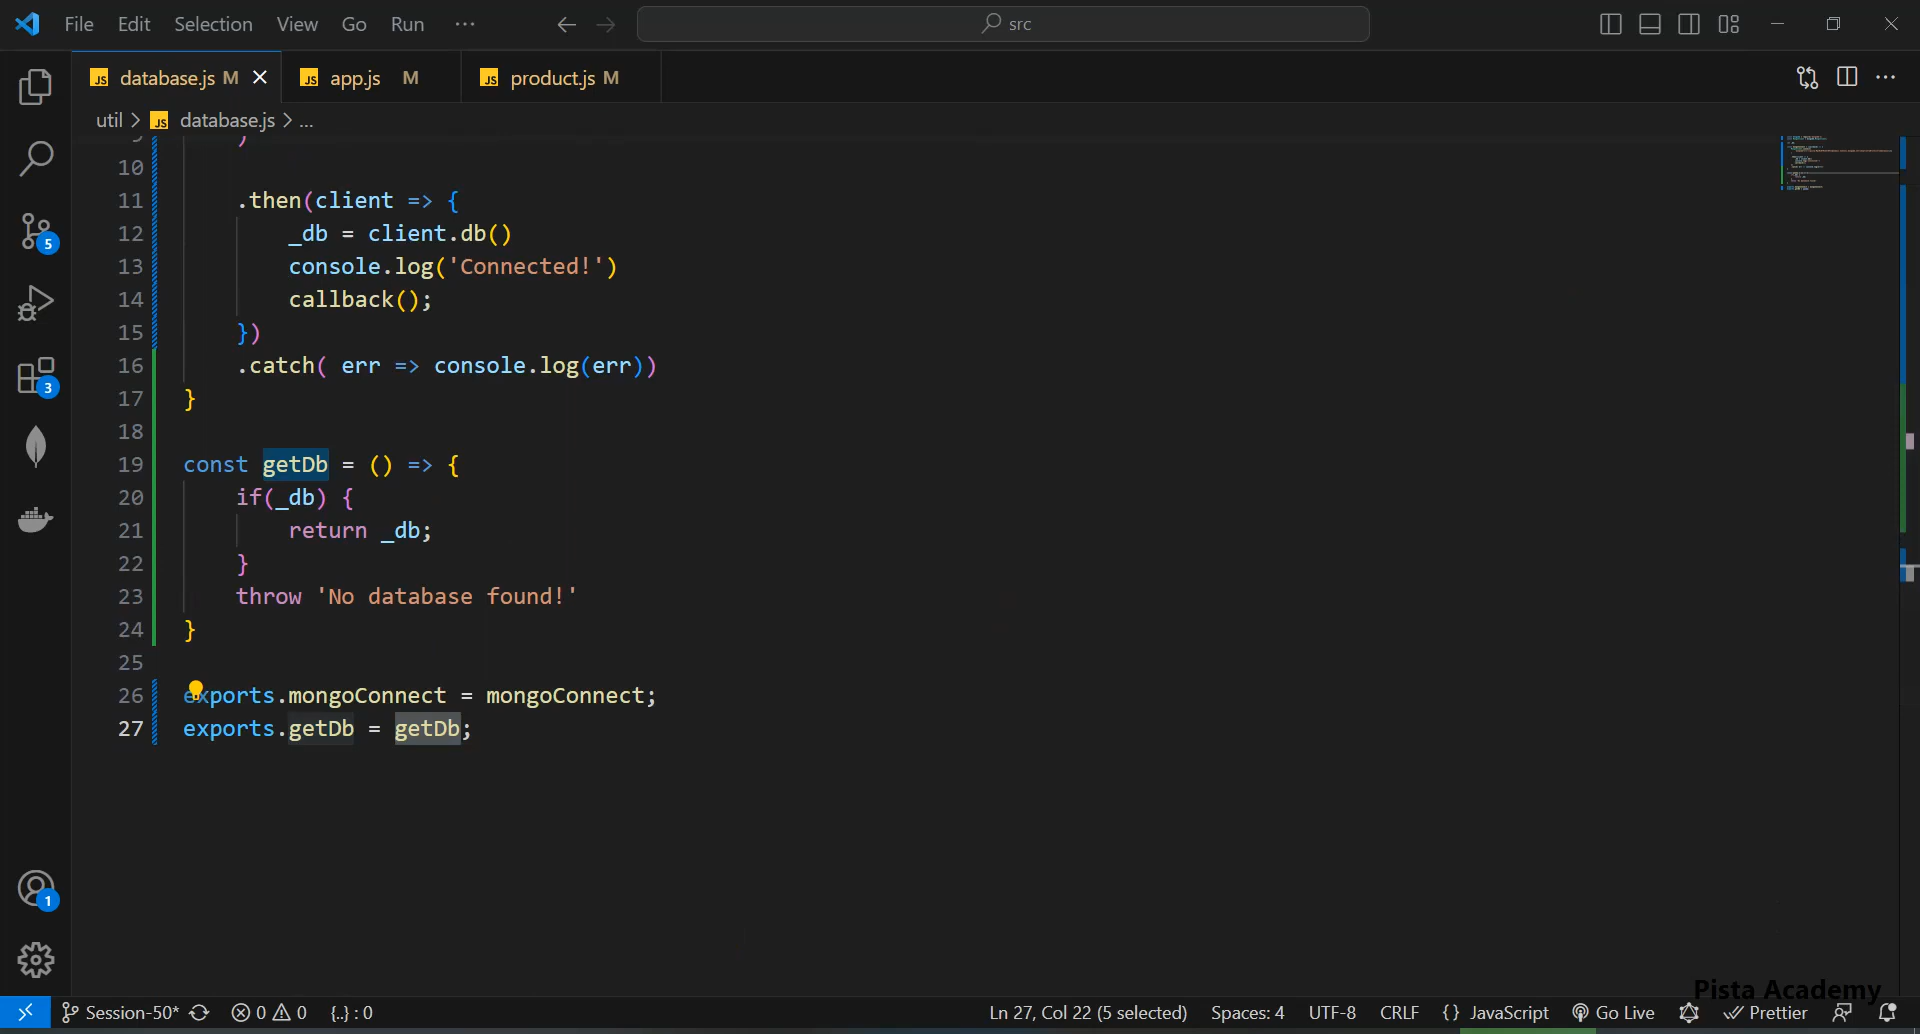 File Edit Selection View Go Run ··· src
JS database.js M JS app.js M JS product.js M
util > JS database.js > ...
10
11 .then(client => {
12 _db = client.db()
13 console.log('Connected!')
14 callback();
15 })
16 .catch( err => console.log(err))
17 }
18
19 const getDb = () => {
20 if(_db) {
21 return _db;
22 }
23 throw 'No database found!'
24 }
25
26 exports.mongoConnect = mongoConnect;
27 exports.getDb = getDb;
5
3
1
Pista Academy
Session-50* 0 0 {..} : 0 Ln 27, Col 22 (5 selected) Spaces: 4 UTF-8 CRLF {} JavaScript Go Live Prettier